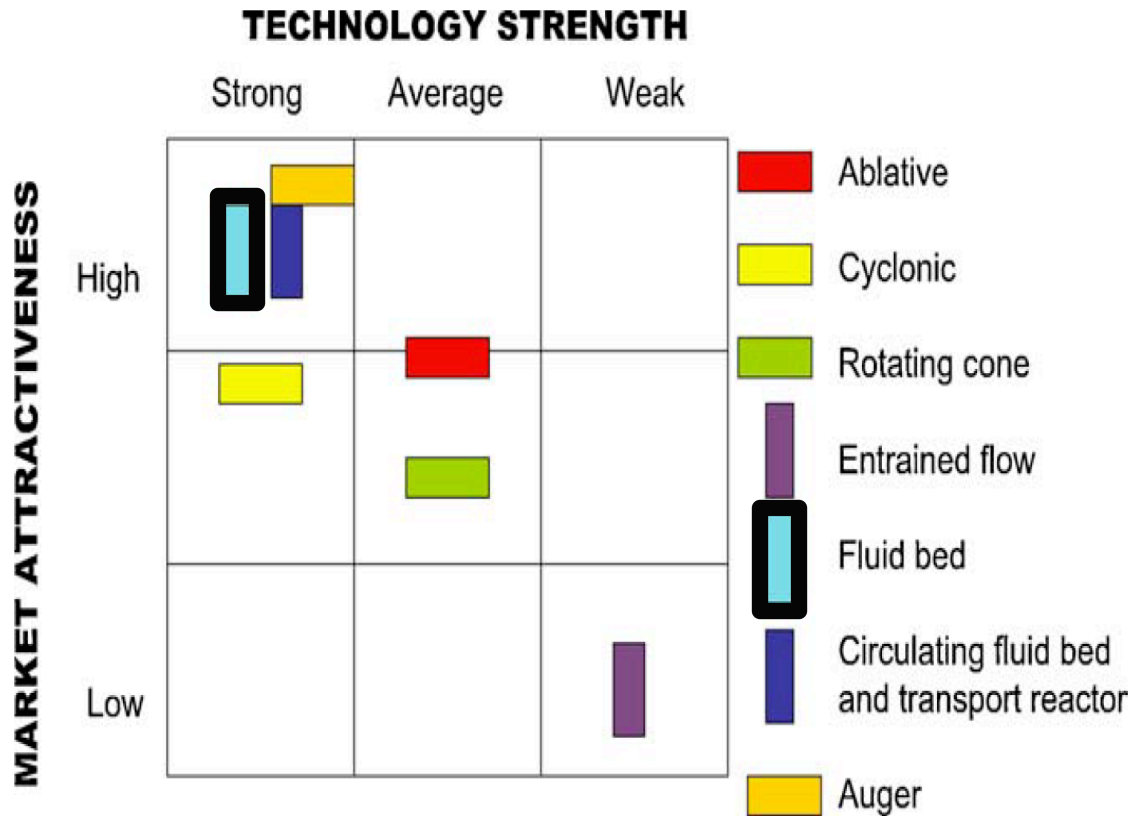 TECHNOLOGY STRENGTH
Strong Average Weak
MARKET ATTRACTIVENESS
High
Low
Ablative
Cyclonic
Rotating cone
Entrained flow
Fluid bed
Circulating fluid bed
and transport reactor
Auger